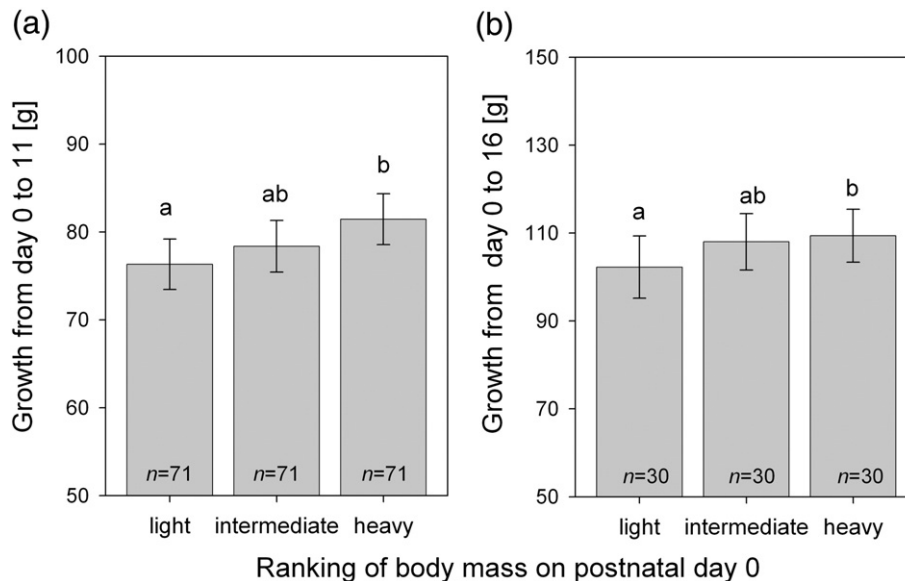 (a)
Growth from day 0 to 11 [g]
100
90
80
70
60
50
a
ab
b
n=71
n=71
n=71
light
intermediate
heavy
(b)
Growth from day 0 to 16 [g]
150
130
110
90
70
50
a
ab
b
n=30
n=30
n=30
light
intermediate
heavy
Ranking of body mass on postnatal day 0